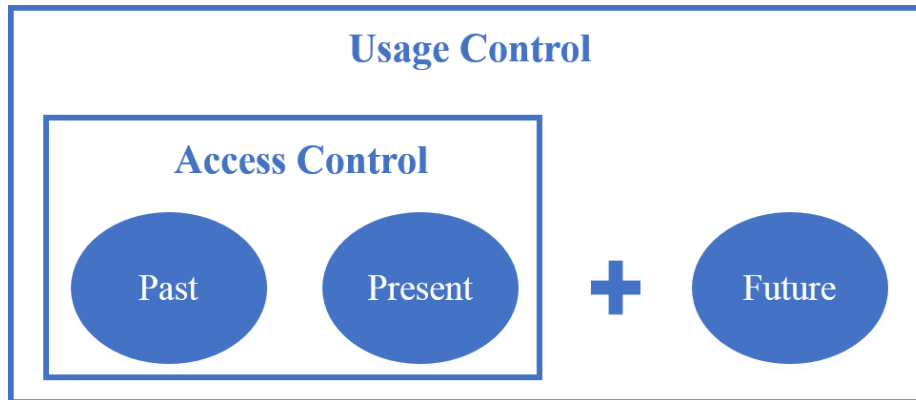 Usage Control
Access Control
Past
Present
+
Future